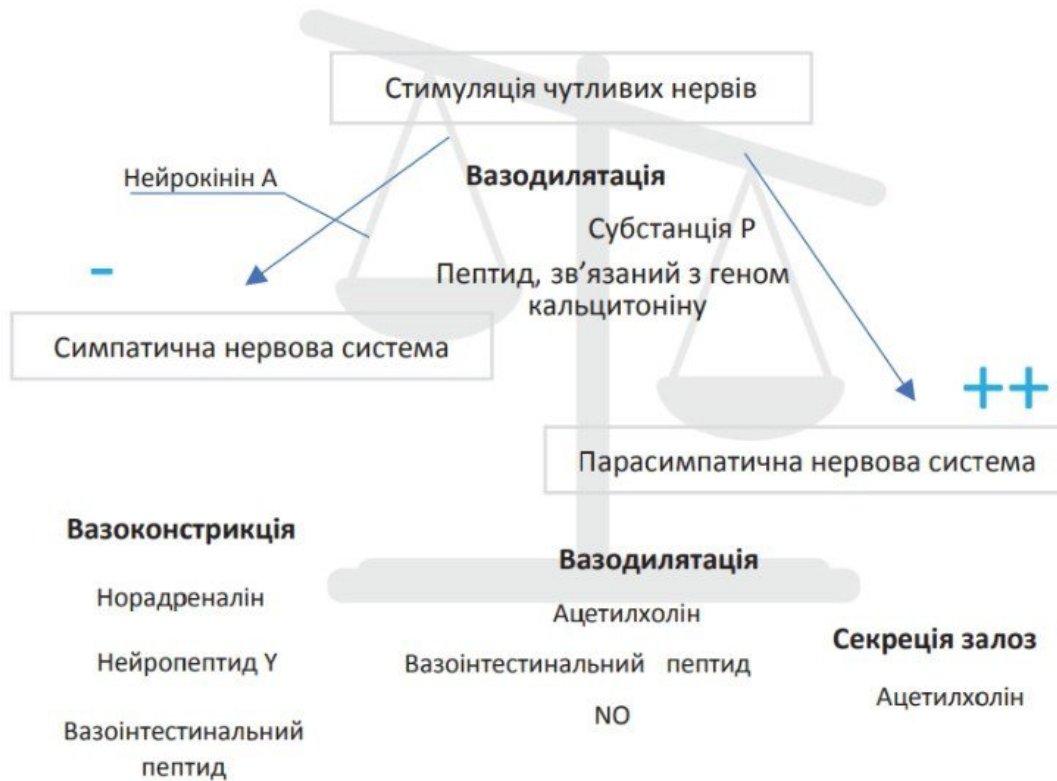 Стимуляція чутливих нервів
Нейрокінін А
Вазодилятація
Субстанція Р
Пептид, зв’язаний з геном
кальцитоніну
-
Симпатична нервова система
++
Парасимпатична нервова система
Вазоконстрикція
Норадреналін
Нейропептид Y
Вазоінтестинальний
пептид
Вазодилятація
Ацетилхолін
Вазоінтестинальний пептид
NO
Секреція залоз
Ацетилхолін